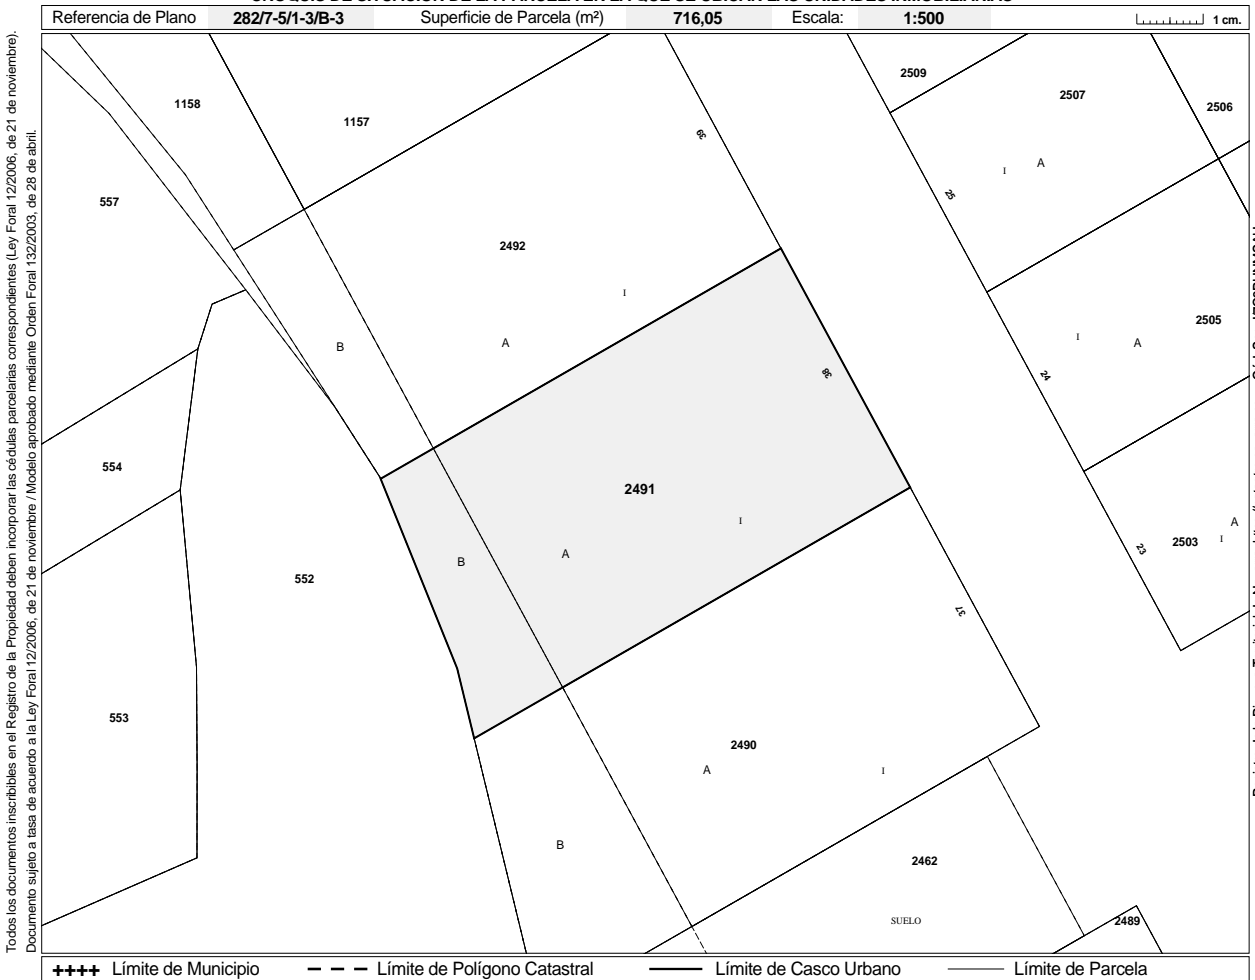 Referencia de Plano 282/7-5/1-3/B-3 Superficie de Parcela (m²) 716,05 Escala: 1:500 1 cm.
Todos los documentos inscribibles en el Registro de la Propiedad deben incorporar las cédulas parcelarias correspondientes (Ley Foral 12/2006, de 21 de noviembre).
Documento sujeto a tasa de acuerdo a la Ley Foral 12/2006, de 21 de noviembre / Modelo aprobado mediante Orden Foral 132/2003, de 28 de abril.
2509
2507
2506
1158
1157
39
I A
25
557
2492
I
2505
B
A
I A
38
24
554
2491
A
I
2503 I
23
B
A
552
37
553
2490
A
I
B
2462
SUELO
2489
++++ Límite de Municipio Límite de Polígono Catastral Límite de Casco Urbano Límite de Parcela